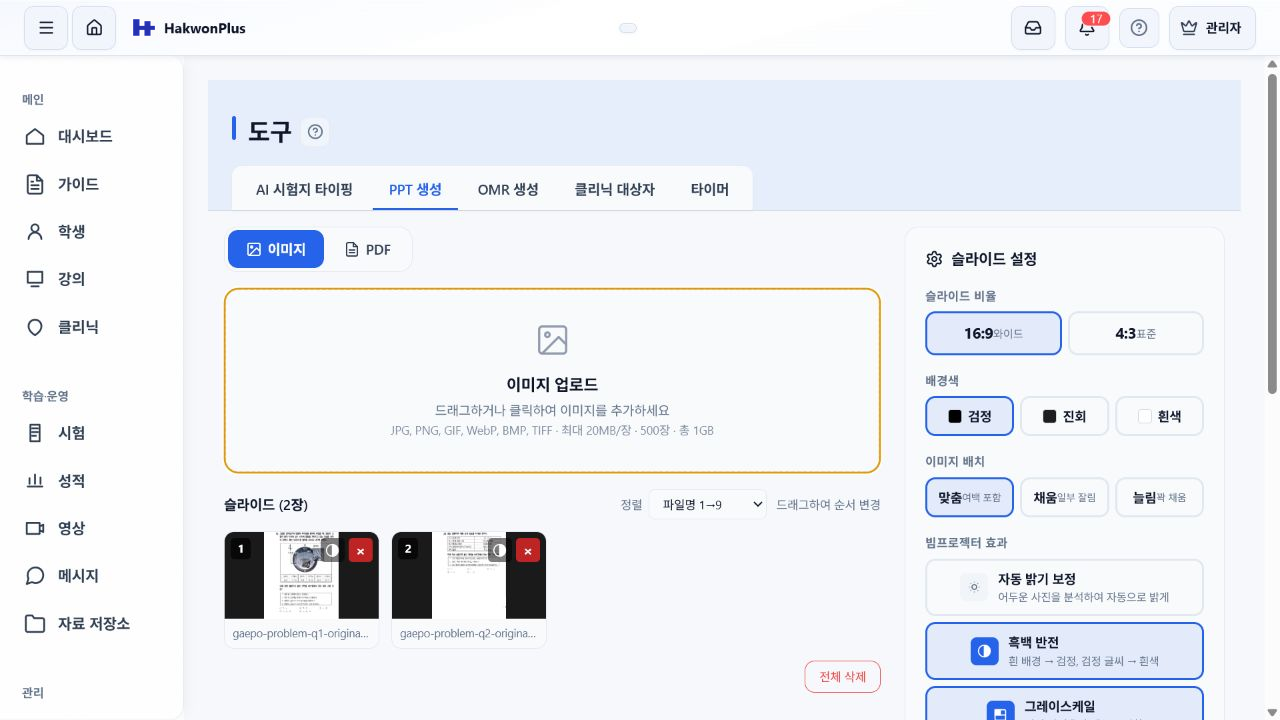 HakwonPlus
17
관리자
메인
대시보드
가이드
학생
강의
클리닉
학습·운영
시험
성적
영상
메시지
자료 저장소
관리
도구
AI 시험지 타이핑
PPT 생성
OMR 생성
클리닉 대상자
타이머
이미지
PDF
이미지 업로드
드래그하거나 클릭하여 이미지를 추가하세요
JPG, PNG, GIF, WebP, BMP, TIFF · 최대 20MB/장 · 500장 · 총 1GB
슬라이드 (2장)
정렬
파일명 1→9
드래그하여 순서 변경
1
×
gaepo-problem-q1-origina...
2
×
gaepo-problem-q2-origina...
전체 삭제
슬라이드 설정
슬라이드 비율
16:9와이드
4:3표준
배경색
검정
진회
흰색
이미지 배치
맞춤여백 포함
채움일부 잘림
늘림꽉 채움
빔프로젝터 효과
자동 밝기 보정
어두운 사진을 분석하여 자동으로 밝게
흑백 반전
흰 배경 → 검정, 검정 글씨 → 흰색
그레이스케일